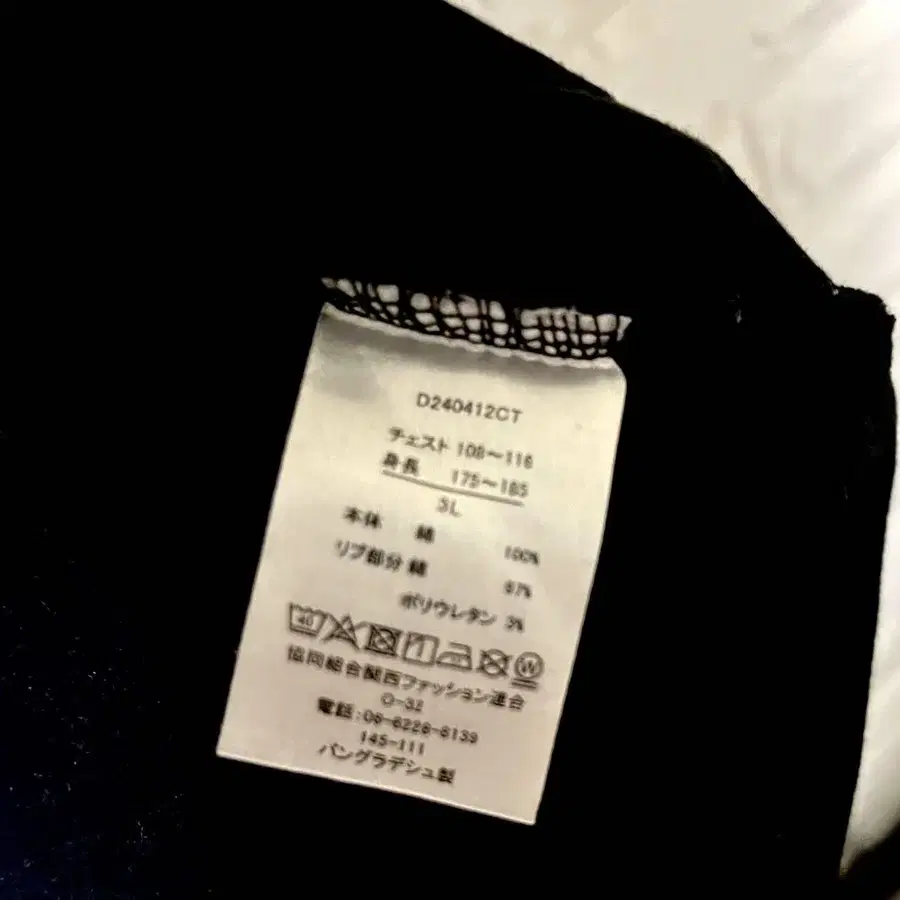 D240412CT
チェスト 108～116
身長 175～185
3L
本体 綿 100%
リブ部分 綿 97%
ポリウレタン 3%
40
W
協同組合関西ファッション連合
O-32
電話:06-6228-6139
145-111
バングラデシュ製